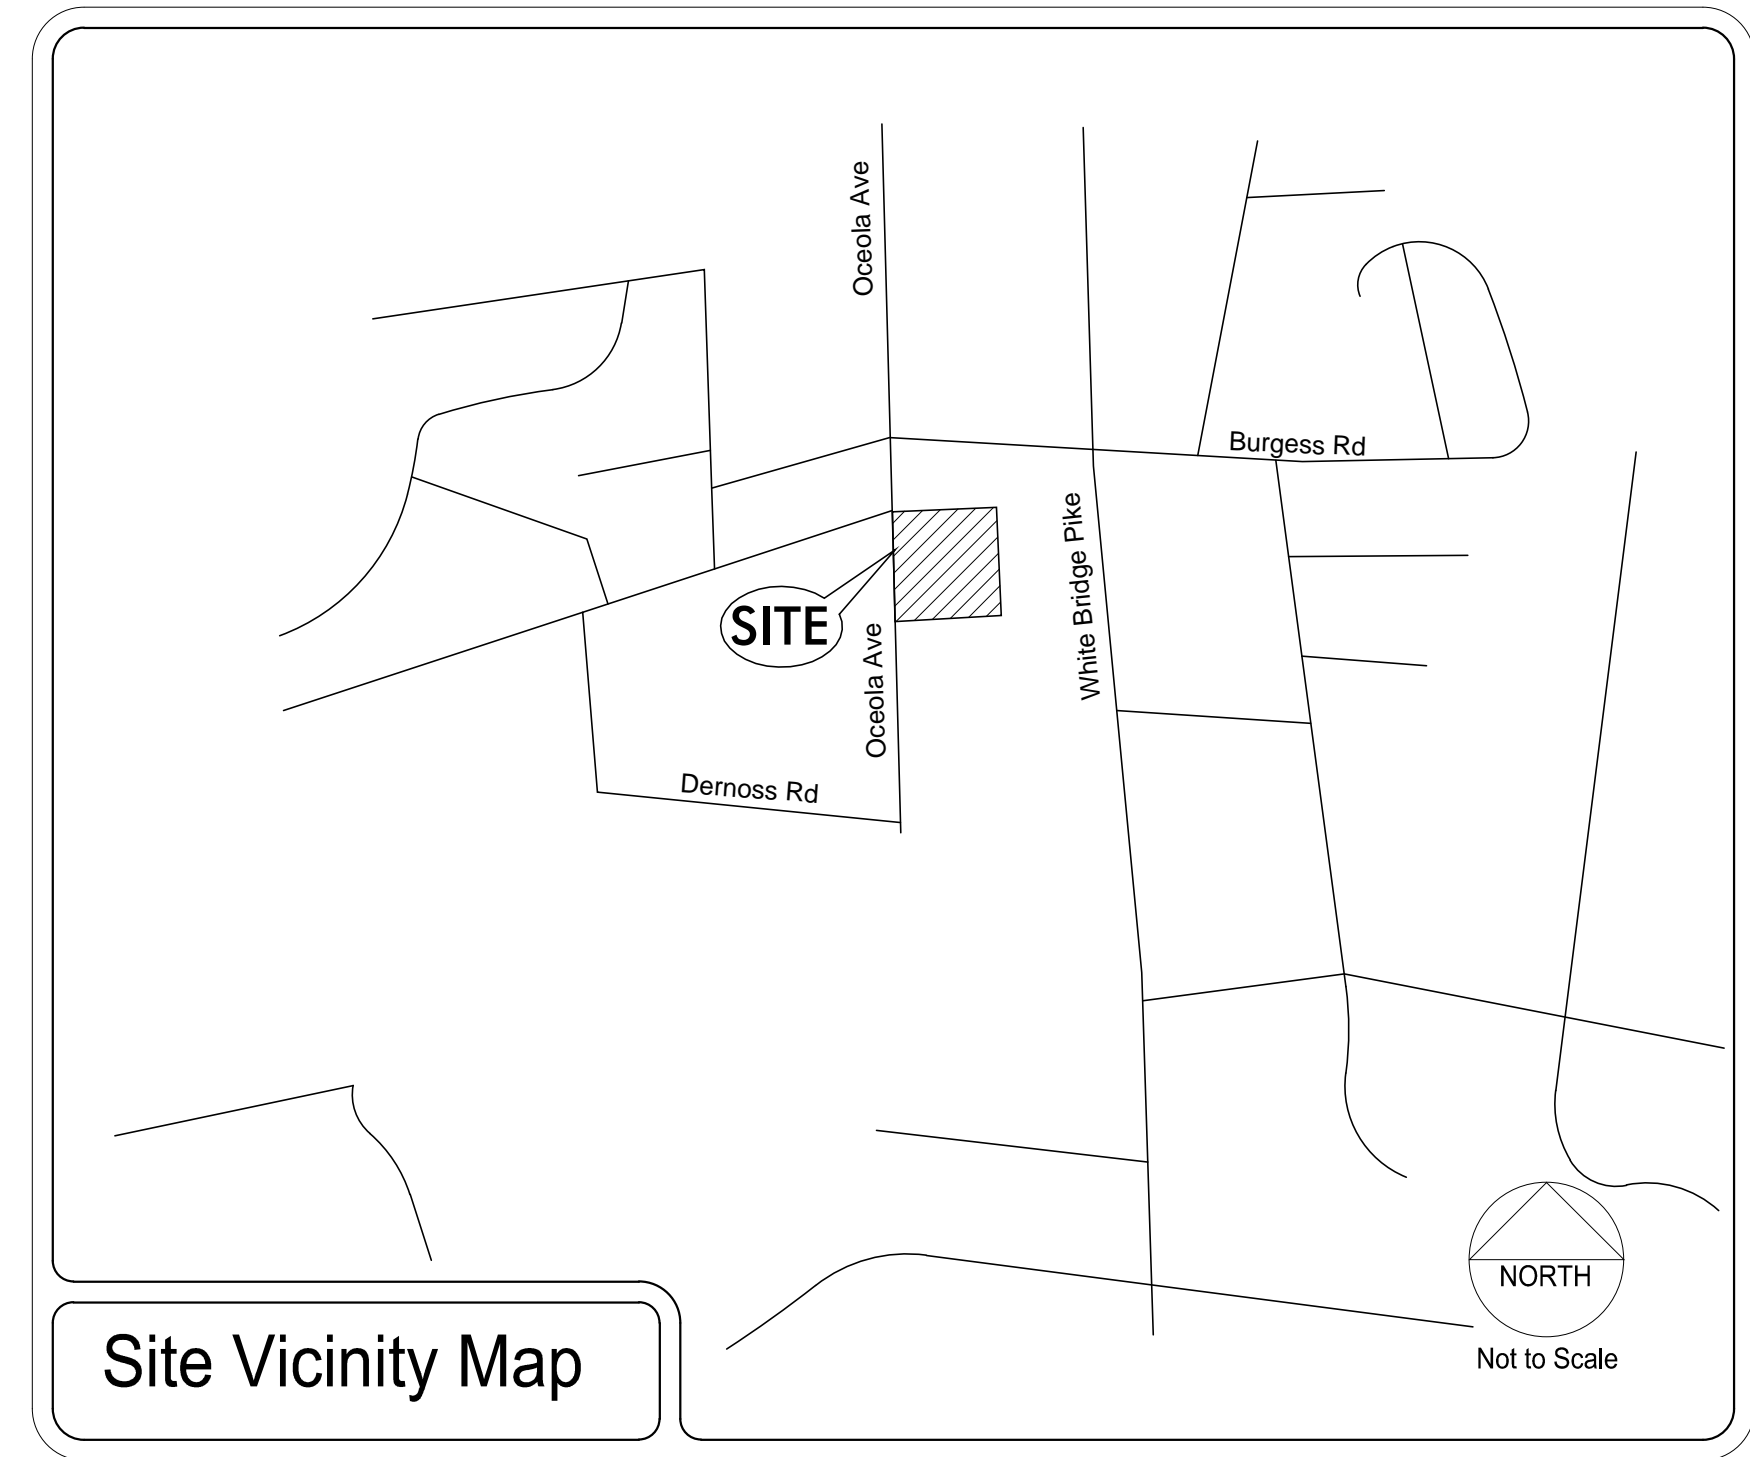 Oceola Ave
Burgess Rd
White Bridge Pike
SITE
Oceola Ave
Dernoss Rd
NORTH
Not to Scale
Site Vicinity Map